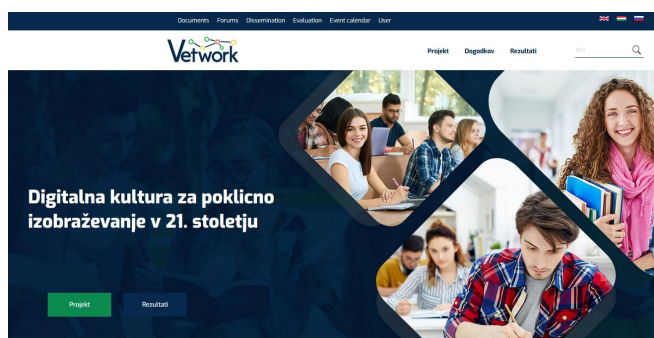 Documents Forums Dissemination Evaluation Event calendar User
Vetwork
Projekt Dogodkov Rezultati Išči
Digitalna kultura za poklicno
izobraževanje v 21. stoletju
Projekt Rezultati